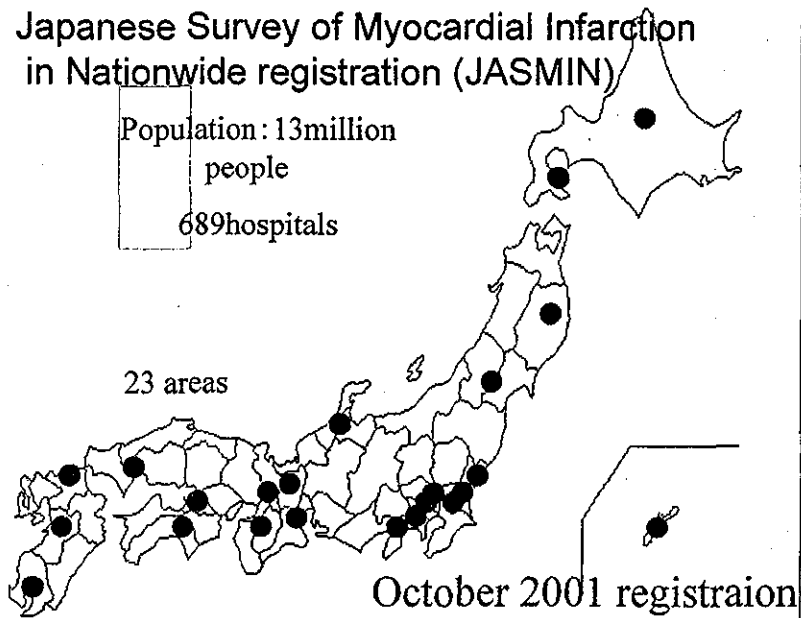 Japanese Survey of Myocardial Infarction
in Nationwide registration (JASMIN)
Population : 13million
people
689hospitals
23 areas
October 2001 registraion